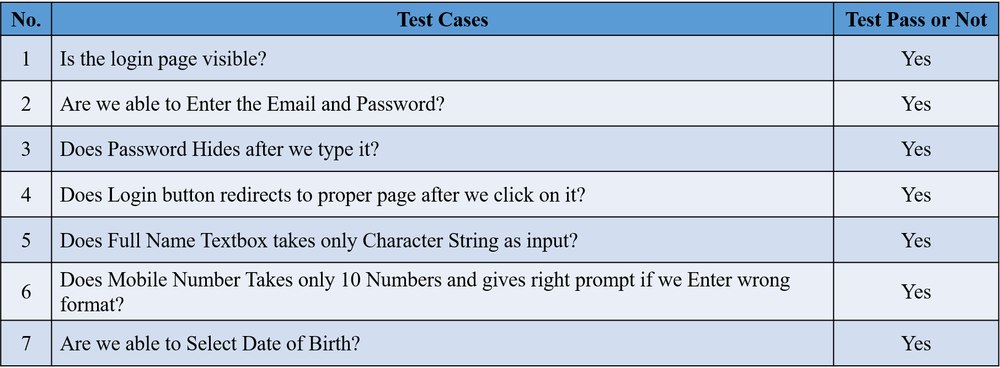 No. Test Cases Test Pass or Not
1 Is the login page visible? Yes
2 Are we able to Enter the Email and Password? Yes
3 Does Password Hides after we type it? Yes
4 Does Login button redirects to proper page after we click on it? Yes
5 Does Full Name Textbox takes only Character String as input? Yes
6 Does Mobile Number Takes only 10 Numbers and gives right prompt if we Enter wrong
format? Yes
7 Are we able to Select Date of Birth? Yes